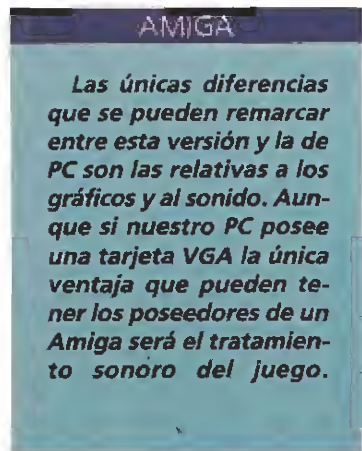 AMIGA
Las únicas diferencias
que se pueden remarcar
entre esta versión y la de
PC son las relativas a los
gráficos y al sonido. Aun-
que si nuestro PC posee
una tarjeta VGA la única
ventaja que pueden te-
ner los poseedores de un
Amiga será el tratamien-
to sonoro del juego.